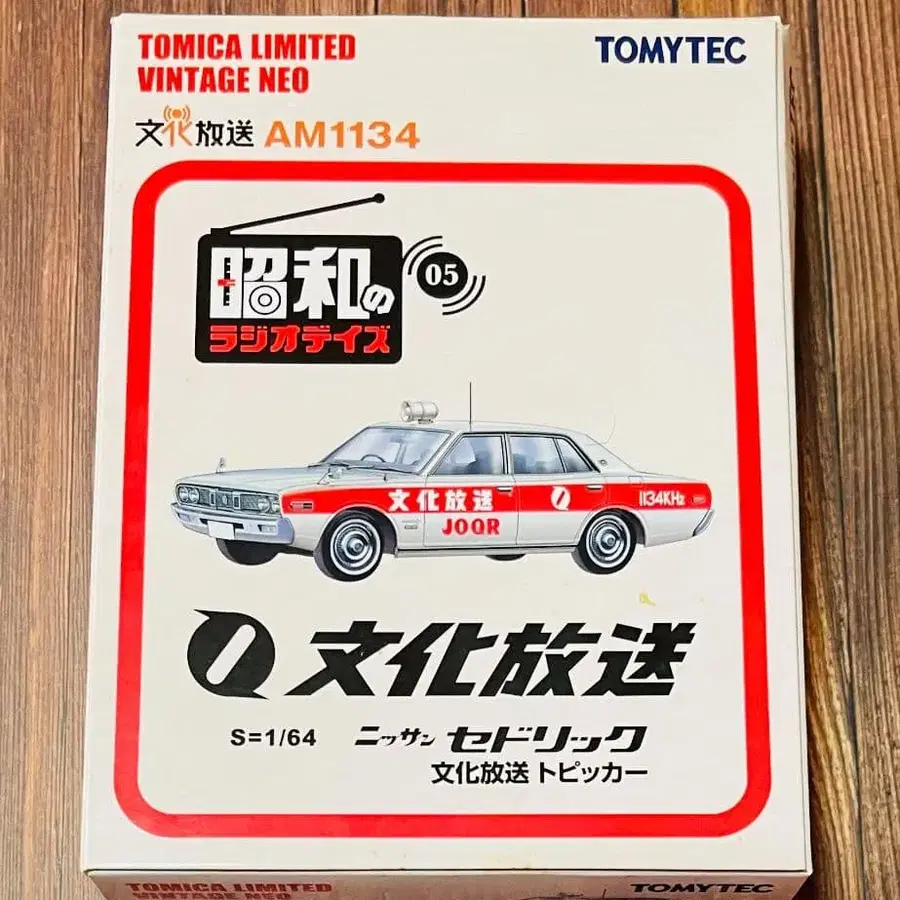 TOMICA LIMITED
VINTAGE NEO
TOMYTEC
文化放送 AM1134
昭和の
ラジオデイズ
05
文化放送
JOQR
1134KHz
文化放送
S=1/64 ニッサン セドリック
文化放送 トピッカー
TOMICA LIMITED
VINTAGE NEO
TOMYTEC